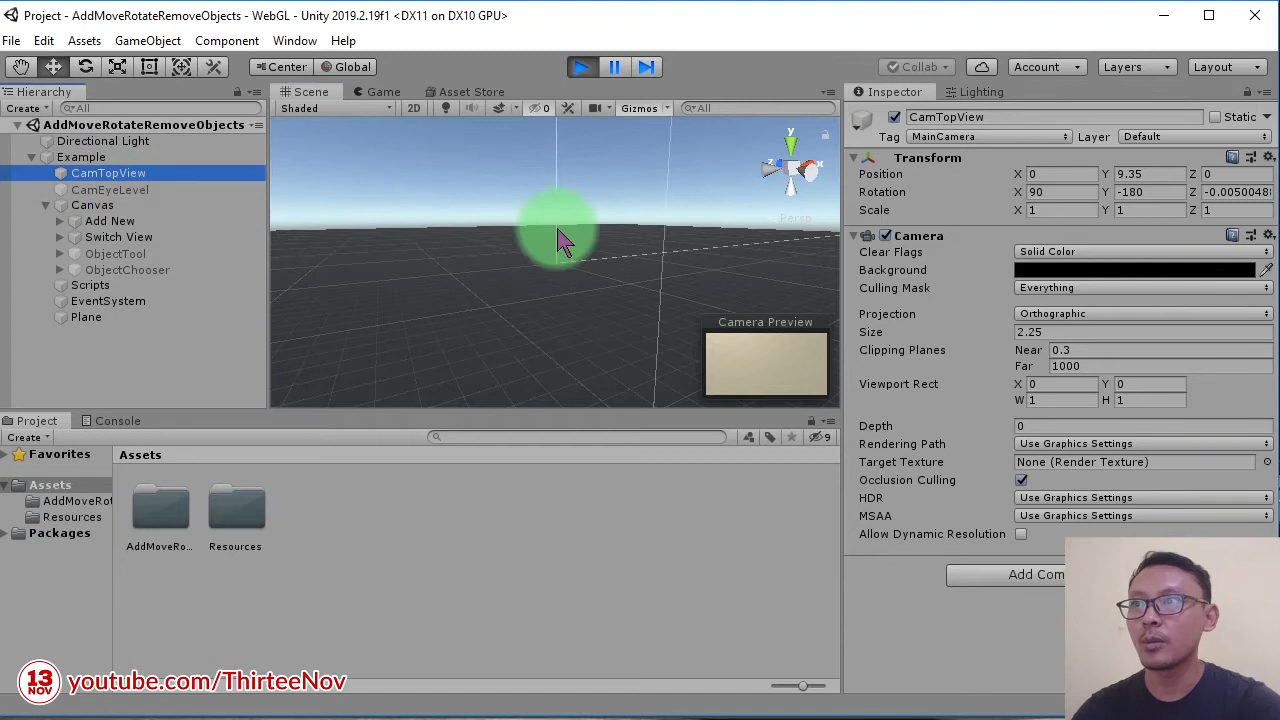 Project - AddMoveRotateRemoveObjects - WebGL - Unity 2019.2.19f1 <DX11 on DX10 GPU>
File Edit Assets GameObject Component Window Help
Center Global Collab Account Layers Layout
Hierarchy
Create All
AddMoveRotateRemoveObjects
Directional Light
Example
CamTopView
CamEyeLevel
Canvas
Add New
Switch View
ObjectTool
ObjectChooser
Scripts
EventSystem
Plane
Scene Game Asset Store
Shaded 2D 0 Gizmos All
y
z x
Persp
Camera Preview
Inspector Lighting
CamTopView Static
Tag MainCamera Layer Default
Transform
Position X 0 Y 9.35 Z 0
Rotation X 90 Y -180 Z -0.0050048
Scale X 1 Y 1 Z 1
Camera
Clear Flags Solid Color
Background
Culling Mask Everything
Projection Orthographic
Size 2.25
Clipping Planes Near 0.3
Far 1000
Viewport Rect X 0 Y 0
W 1 H 1
Depth 0
Rendering Path Use Graphics Settings
Target Texture None (Render Texture)
Occlusion Culling
HDR Use Graphics Settings
MSAA Use Graphics Settings
Allow Dynamic Resolution
Add Com
Project Console
Create 9
Favorites
Assets
AddMoveRot
Resources
Packages
Assets
AddMoveRo...
Resources
13
NOV
youtube.com/ThirteeNov